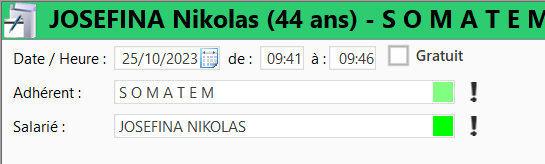 JOSEFINA Nikolas (44 ans) - S O M A T E M
Date / Heure : 25/10/2023 de : 09:41 à : 09:46 Gratuit
Adhérent : S O M A T E M !
Salarié : JOSEFINA NIKOLAS !